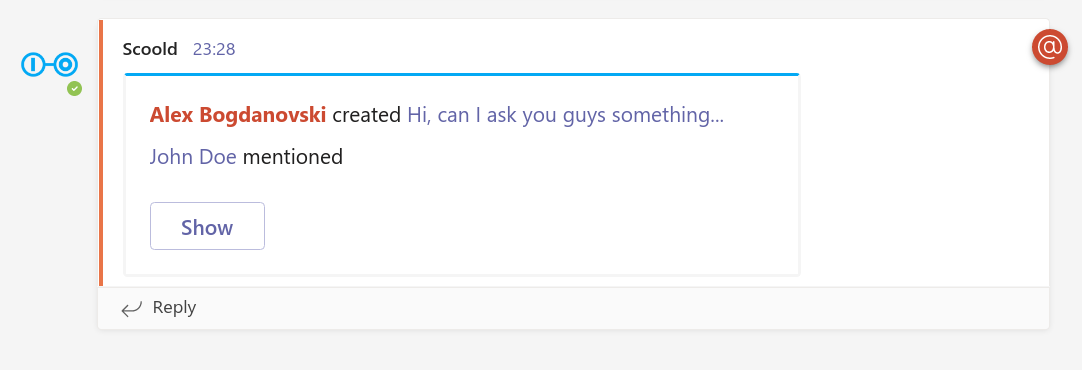 Scoold 23:28
@
Alex Bogdanovski created Hi, can I ask you guys something...
John Doe mentioned
Show
Reply